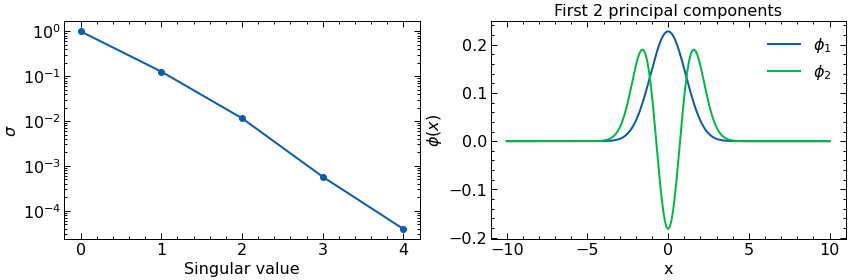 10⁰
10⁻¹
10⁻²
10⁻³
10⁻⁴
σ
0 1 2 3 4
Singular value
First 2 principal components
ϕ₁
ϕ₂
0.2
0.1
0.0
−0.1
−0.2
ϕ(x)
−10 −5 0 5 10
x